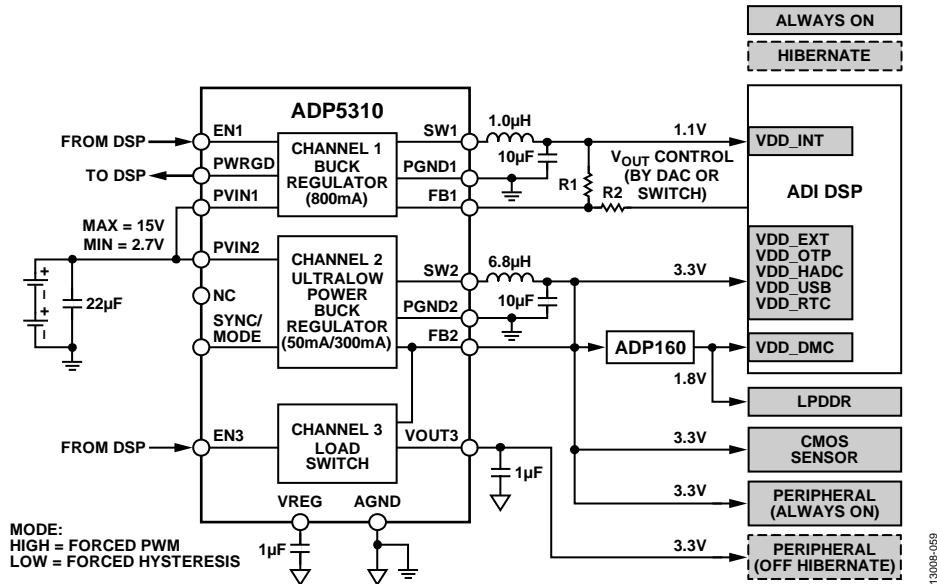 ALWAYS ON
HIBERNATE
ADP5310
FROM DSP
EN1
TO DSP
PWRGD
PVIN1
MAX = 15V
MIN = 2.7V
PVIN2
+
–
+
–
22µF
NC
SYNC/
MODE
FROM DSP
EN3
CHANNEL 1
BUCK
REGULATOR
(800mA)
CHANNEL 2
ULTRALOW
POWER
BUCK
REGULATOR
(50mA/300mA)
CHANNEL 3
LOAD
SWITCH
SW1
PGND1
FB1
SW2
PGND2
FB2
VOUT3
VREG
AGND
1µF
1.0µH
10µF
R1
R2
1.1V
VOUT CONTROL
(BY DAC OR
SWITCH)
6.8µH
10µF
3.3V
ADP160
1.8V
1µF
3.3V
3.3V
3.3V
VDD_INT
ADI DSP
VDD_EXT
VDD_OTP
VDD_HADC
VDD_USB
VDD_RTC
VDD_DMC
LPDDR
CMOS
SENSOR
PERIPHERAL
(ALWAYS ON)
PERIPHERAL
(OFF HIBERNATE)
MODE:
HIGH = FORCED PWM
LOW = FORCED HYSTERESIS
13008-059